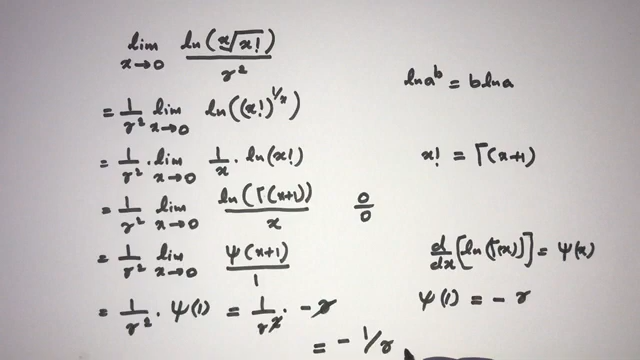 lim x→0 ln(ˣ√x!)/γ²
= 1/γ² lim x→0 ln((x!)^1/x)
= 1/γ² · lim x→0 1/x · ln(x!)
= 1/γ² lim x→0 ln(Γ(x+1))/x 0/0
= 1/γ² lim x→0 ψ(x+1)/1
= 1/γ² · ψ(1) = 1/γ² · -γ
= - 1/γ
ln aᵇ = b ln a
x! = Γ(x+1)
d/dx [ln(Γ(x))] = ψ(x)
ψ(1) = - γ